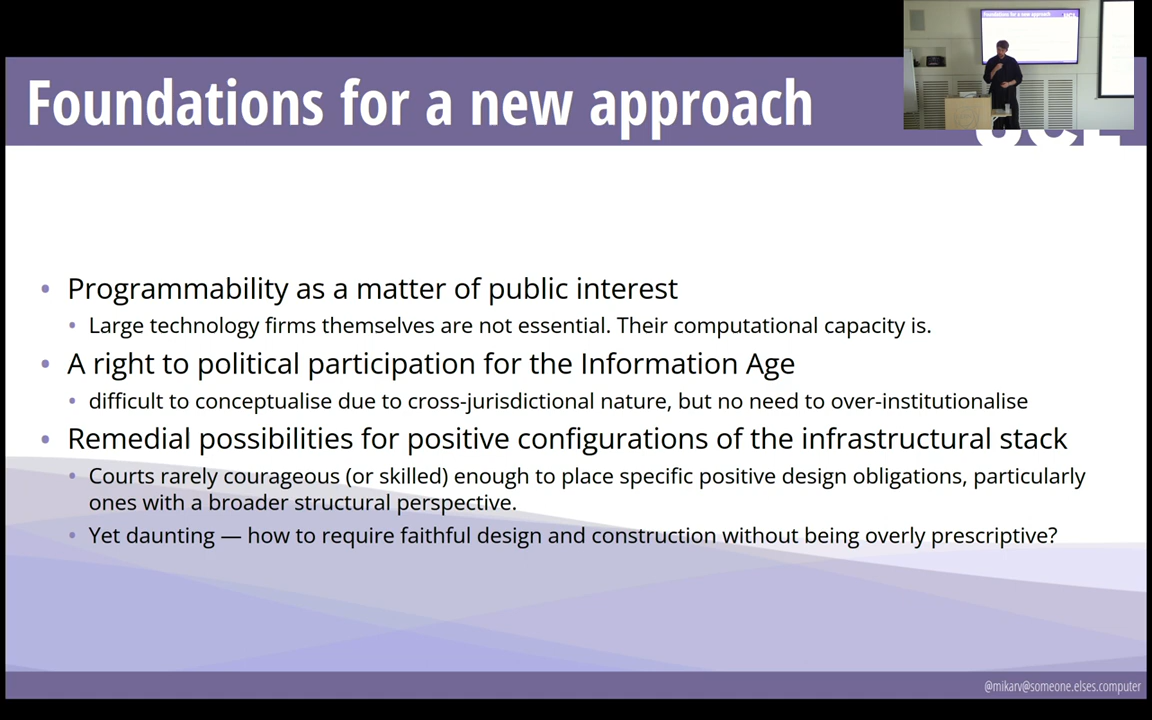 Foundations for a new approach
Programmability as a matter of public interest
Large technology firms themselves are not essential. Their computational capacity is.
A right to political participation for the Information Age
difficult to conceptualise due to cross-jurisdictional nature, but no need to over-institutionalise
Remedial possibilities for positive configurations of the infrastructural stack
Courts rarely courageous (or skilled) enough to place specific positive design obligations, particularly
ones with a broader structural perspective.
Yet daunting — how to require faithful design and construction without being overly prescriptive?
@mikarv@someone.elses.computer